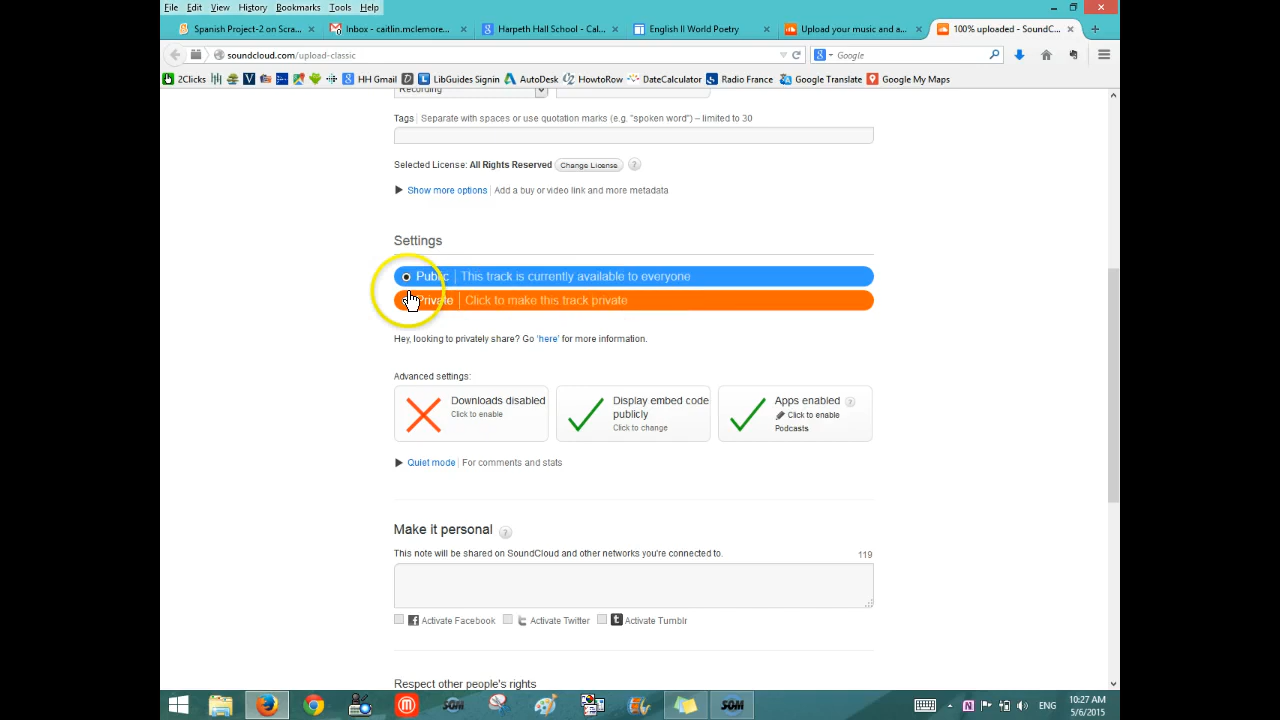 File Edit View History Bookmarks Tools Help
Spanish Project-2 on Scra... Inbox - caitlin.mclemore... Harpeth Hall School - Cal... English II World Poetry Upload your music and a... 100% uploaded - SoundC...
soundcloud.com/upload-classic Google
2Clicks HH Gmail LibGuides Signin AutoDesk HowtoRow DateCalculator Radio France Google Translate Google My Maps
Recording
Tags Separate with spaces or use quotation marks (e.g. "spoken word") – limited to 30
Selected License: All Rights Reserved Change License ?
Show more options Add a buy or video link and more metadata
Settings
Public This track is currently available to everyone
Private Click to make this track private
Hey, looking to privately share? Go 'here' for more information.
Advanced settings:
Downloads disabled Display embed code Apps enabled ?
Click to enable publicly Click to enable
Click to change Podcasts
Quiet mode For comments and stats
Make it personal ?
This note will be shared on SoundCloud and other networks you're connected to. 119
Activate Facebook Activate Twitter Activate Tumblr
Respect other people's rights
SOM SOM ENG 10:27 AM
5/6/2015